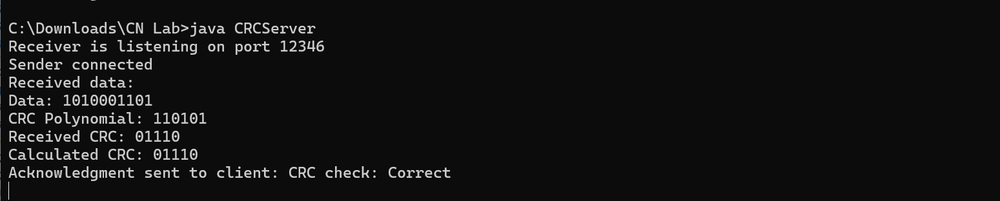 C:\Downloads\CN Lab>java CRCServer
Receiver is listening on port 12346
Sender connected
Received data:
Data: 1010001101
CRC Polynomial: 110101
Received CRC: 01110
Calculated CRC: 01110
Acknowledgment sent to client: CRC check: Correct